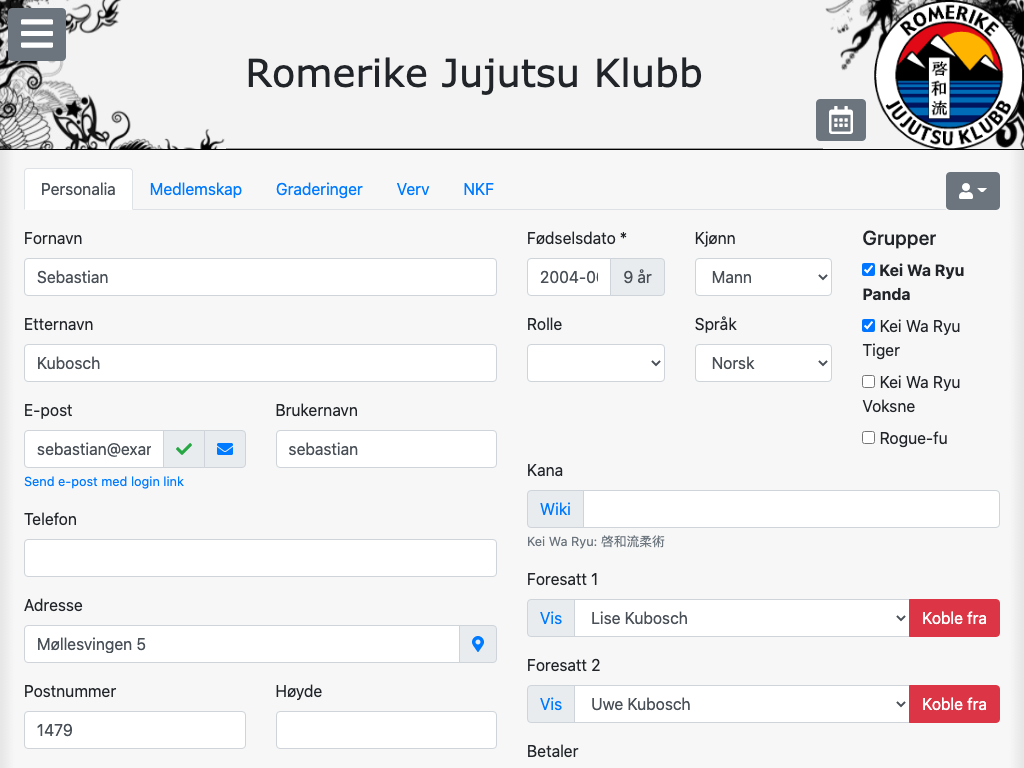 Romerike Jujutsu Klubb
ROMERIKE
啓和流
JUJUTSU KLUBB
Personalia
Medlemskap
Graderinger
Verv
NKF
Fornavn
Sebastian
Etternavn
Kubosch
E-post
sebastian@exar
Send e-post med login link
Brukernavn
sebastian
Telefon
Adresse
Møllesvingen 5
Postnummer
1479
Høyde
Fødselsdato *
9 år
Kjønn
Mann
Rolle
Språk
Norsk
Grupper
Kei Wa Ryu
Panda
Kei Wa Ryu
Tiger
Kei Wa Ryu
Voksne
Rogue-fu
Kana
Wiki
Kei Wa Ryu: 啓和流柔術
Foresatt 1
Vis
Lise Kubosch
Koble fra
Foresatt 2
Vis
Uwe Kubosch
Koble fra
Betaler